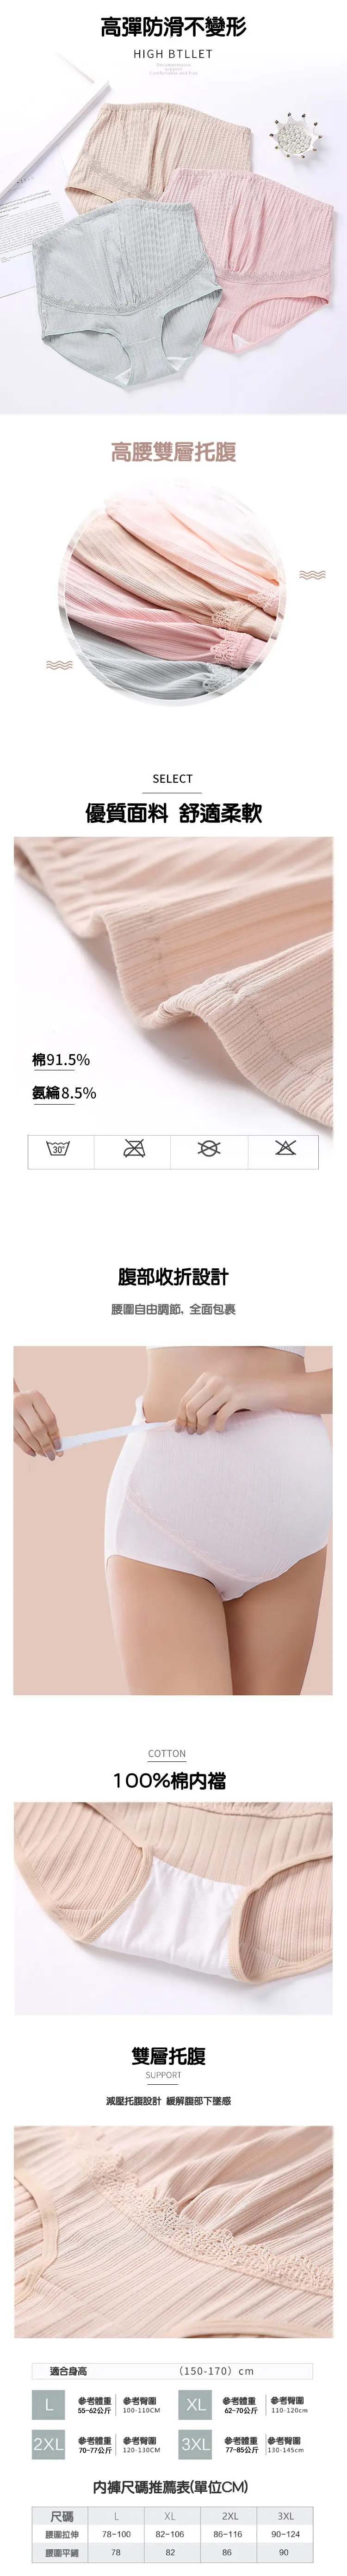 高彈防滑不變形
HIGH BTLLET
Comfortable and Free
高腰雙層托腹
SELECT
優質面料 舒適柔軟
棉91.5%
氨綸8.5%
30°
腹部收折設計
腰圍自由調節, 全面包裹
COTTON
100%棉內襠
雙層托腹
SUPPORT
減壓托腹設計 緩解腹部下墜感
適合身高 (150-170) cm
L 參考體重 55-62公斤 參考臀圍 100-110CM
XL 參考體重 62-70公斤 參考臀圍 110-120cm
2XL 參考體重 70-77公斤 參考臀圍 120-130CM
3XL 參考體重 77-85公斤 參考臀圍 130-145cm
內褲尺碼推薦表(單位CM)
尺碼 L XL 2XL 3XL
腰圍拉伸 78-100 82-106 86-116 90-124
腰圍平鋪 78 82 86 90